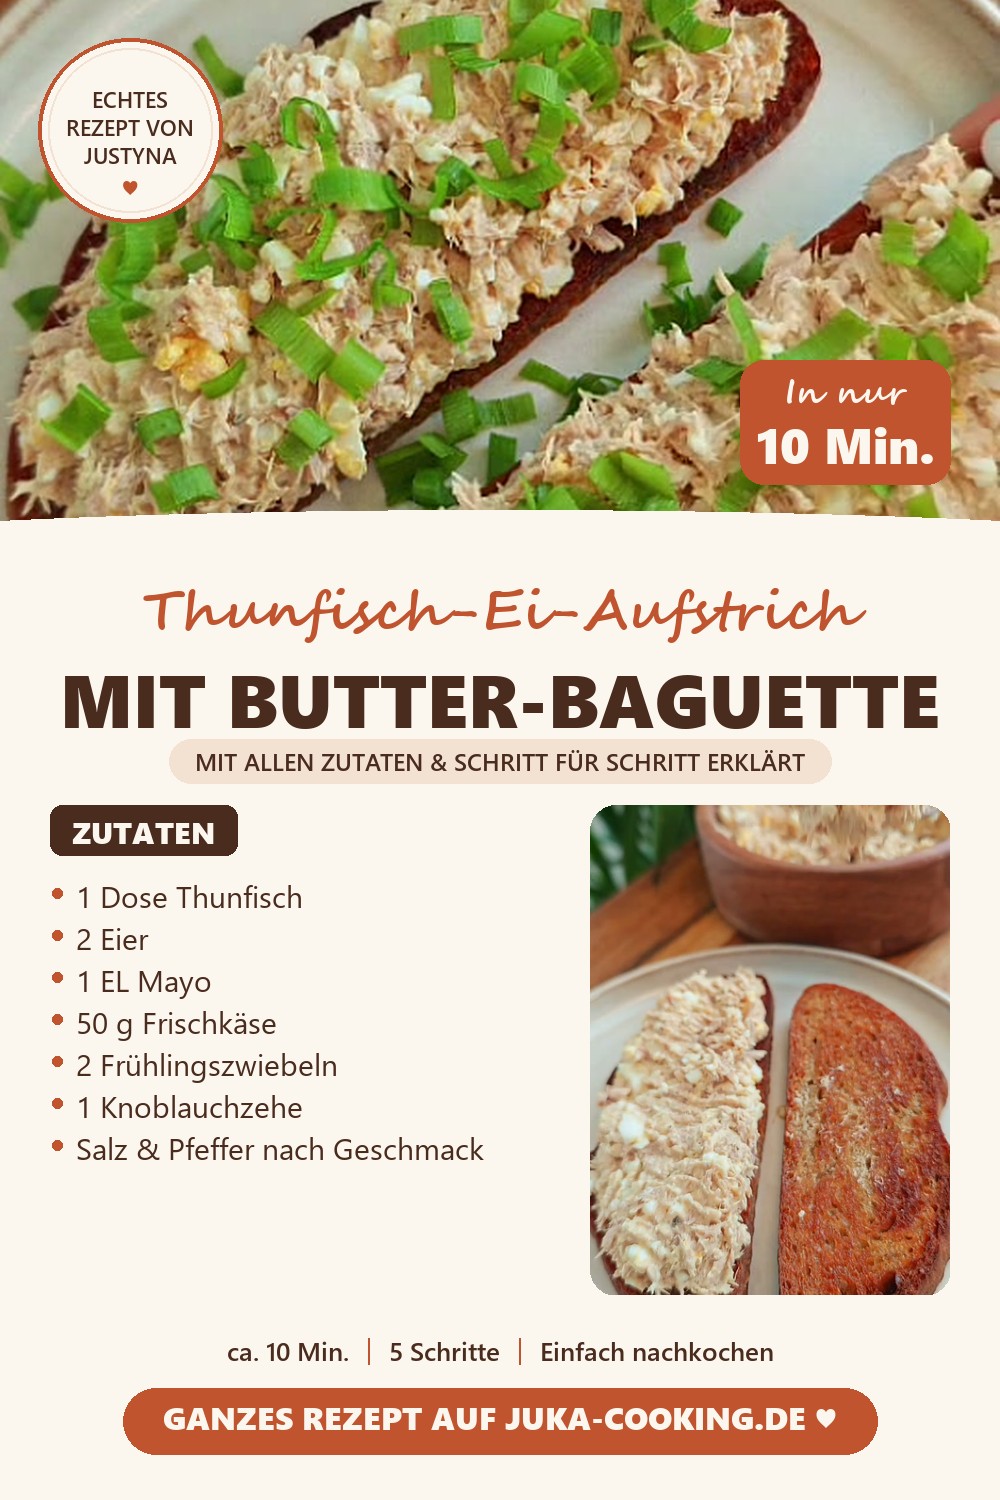 ECHTES
REZEPT VON
JUSTYNA
In nur
10 Min.
Thunfisch-Ei-Aufstrich
MIT BUTTER-BAGUETTE
MIT ALLEN ZUTATEN & SCHRITT FÜR SCHRITT ERKLÄRT
ZUTATEN
• 1 Dose Thunfisch
• 2 Eier
• 1 EL Mayo
• 50 g Frischkäse
• 2 Frühlingszwiebeln
• 1 Knoblauchzehe
• Salz & Pfeffer nach Geschmack
ca. 10 Min. | 5 Schritte | Einfach nachkochen
GANZES REZEPT AUF JUKA-COOKING.DE ♥